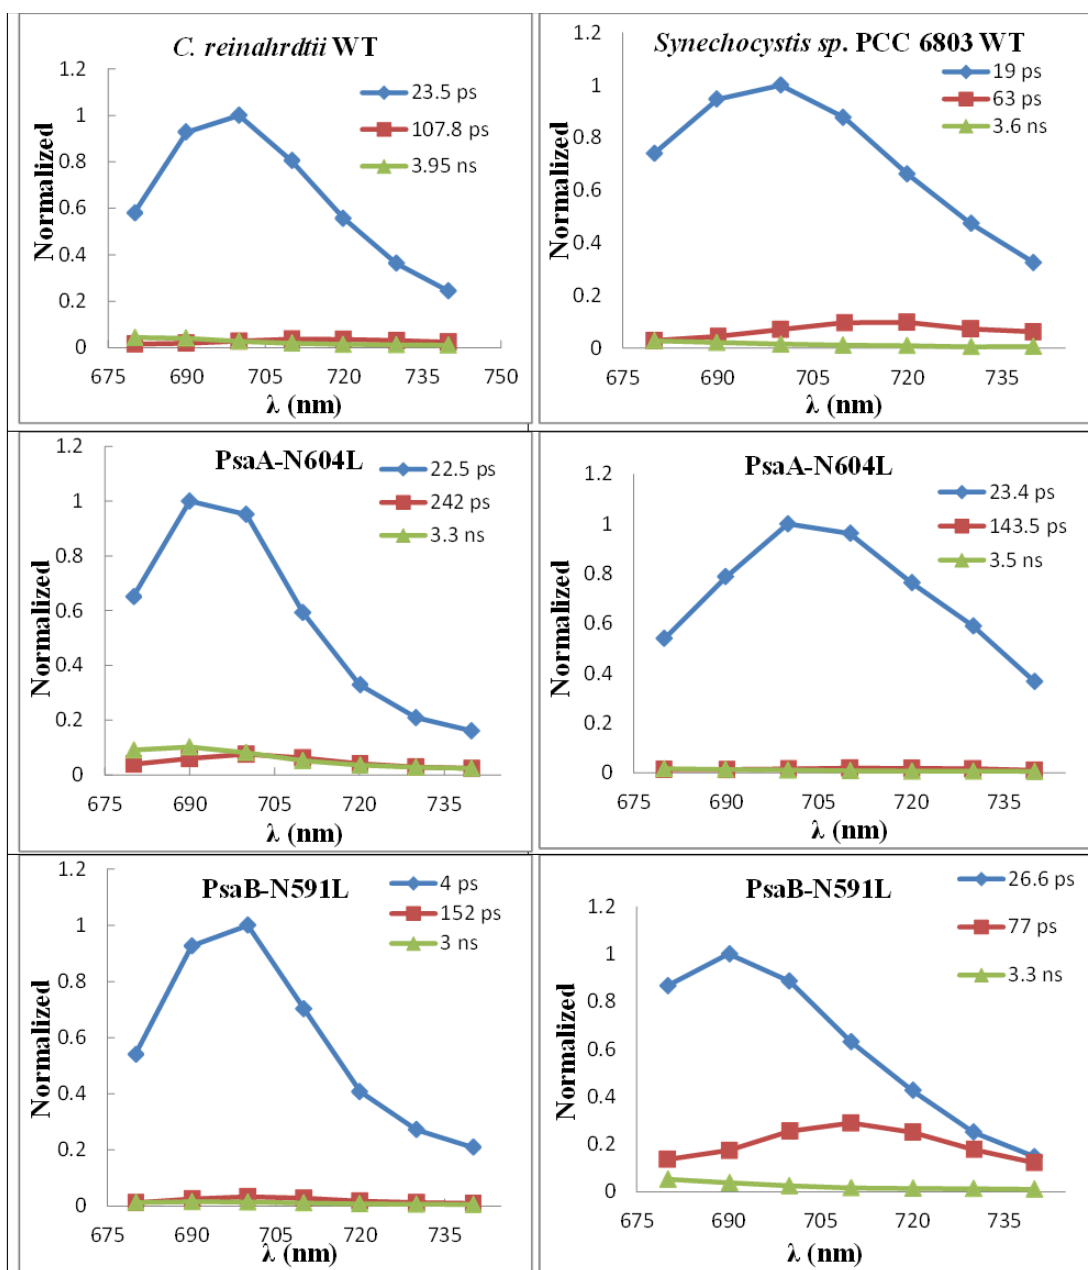 C. reinahrdtii WT
1.2
1
0.8
0.6
0.4
0.2
0
Normalized
23.5 ps
107.8 ps
3.95 ns
675 690 705 720 735 750
λ (nm)
Synechocystis sp. PCC 6803 WT
1.2
1
0.8
0.6
0.4
0.2
0
Normalized
19 ps
63 ps
3.6 ns
675 690 705 720 735
λ (nm)
PsaA-N604L
1.2
1
0.8
0.6
0.4
0.2
0
Normalized
22.5 ps
242 ps
3.3 ns
675 690 705 720 735
λ (nm)
PsaA-N604L
1.2
1
0.8
0.6
0.4
0.2
0
Normalized
23.4 ps
143.5 ps
3.5 ns
675 690 705 720 735
λ (nm)
PsaB-N591L
1.2
1
0.8
0.6
0.4
0.2
0
Normalized
4 ps
152 ps
3 ns
675 690 705 720 735
λ (nm)
PsaB-N591L
1.2
1
0.8
0.6
0.4
0.2
0
Normalized
26.6 ps
77 ps
3.3 ns
675 690 705 720 735
λ (nm)